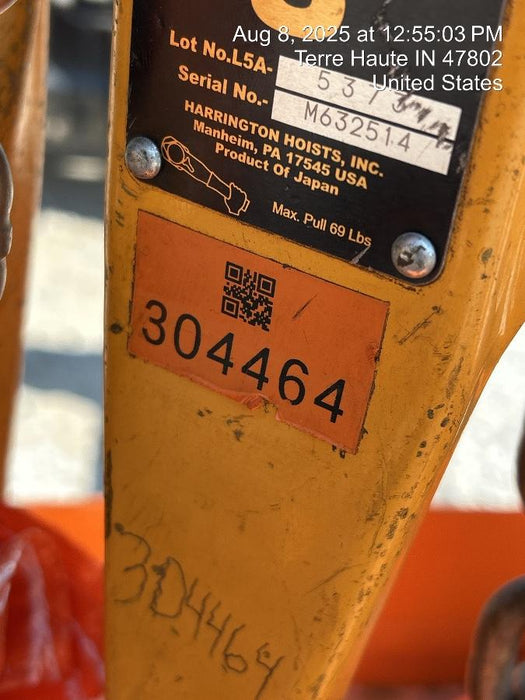 Aug 8, 2025 at 12:55:03 PM
Terre Haute IN 47802
United States
Lot No.L5A-
Serial No.- M632514
HARRINGTON HOISTS, INC.
Manheim, PA 17545 USA
Product Of Japan
Max. Pull 69 Lbs
304464
304464